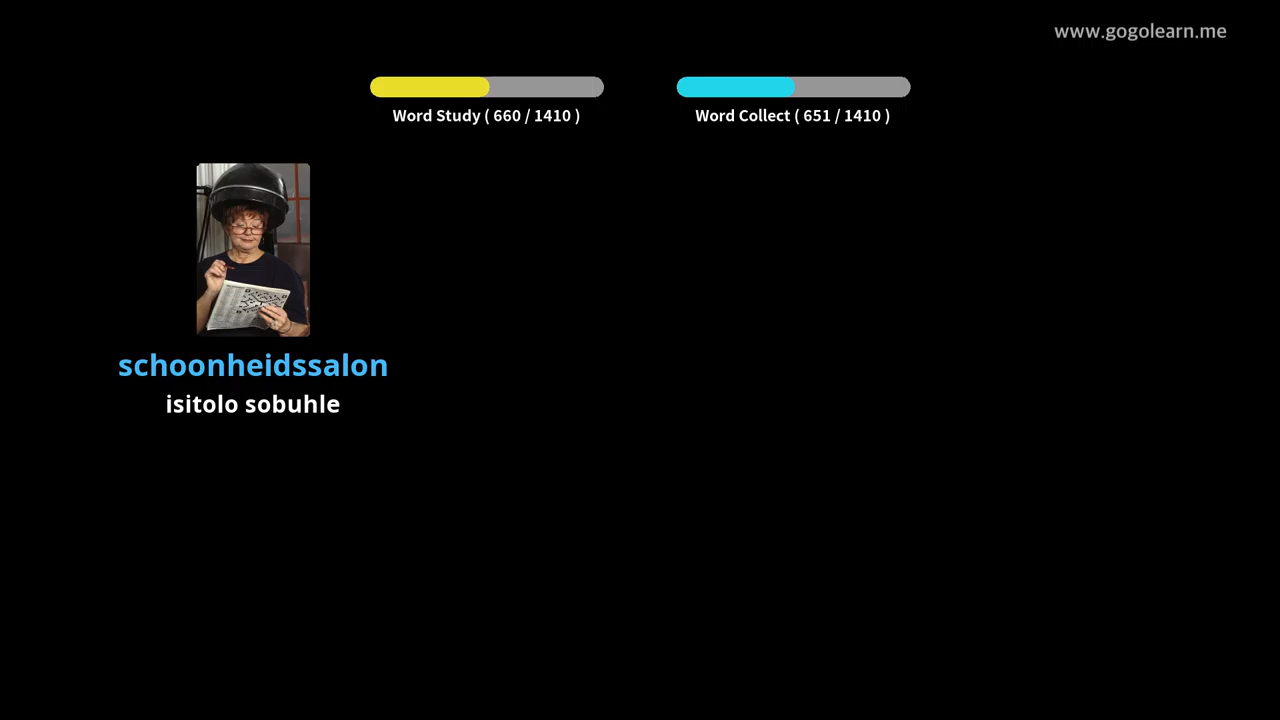 www.gogolearn.me
Word Study ( 660 / 1410 )
Word Collect ( 651 / 1410 )
schoonheidssalon
isitolo sobuhle